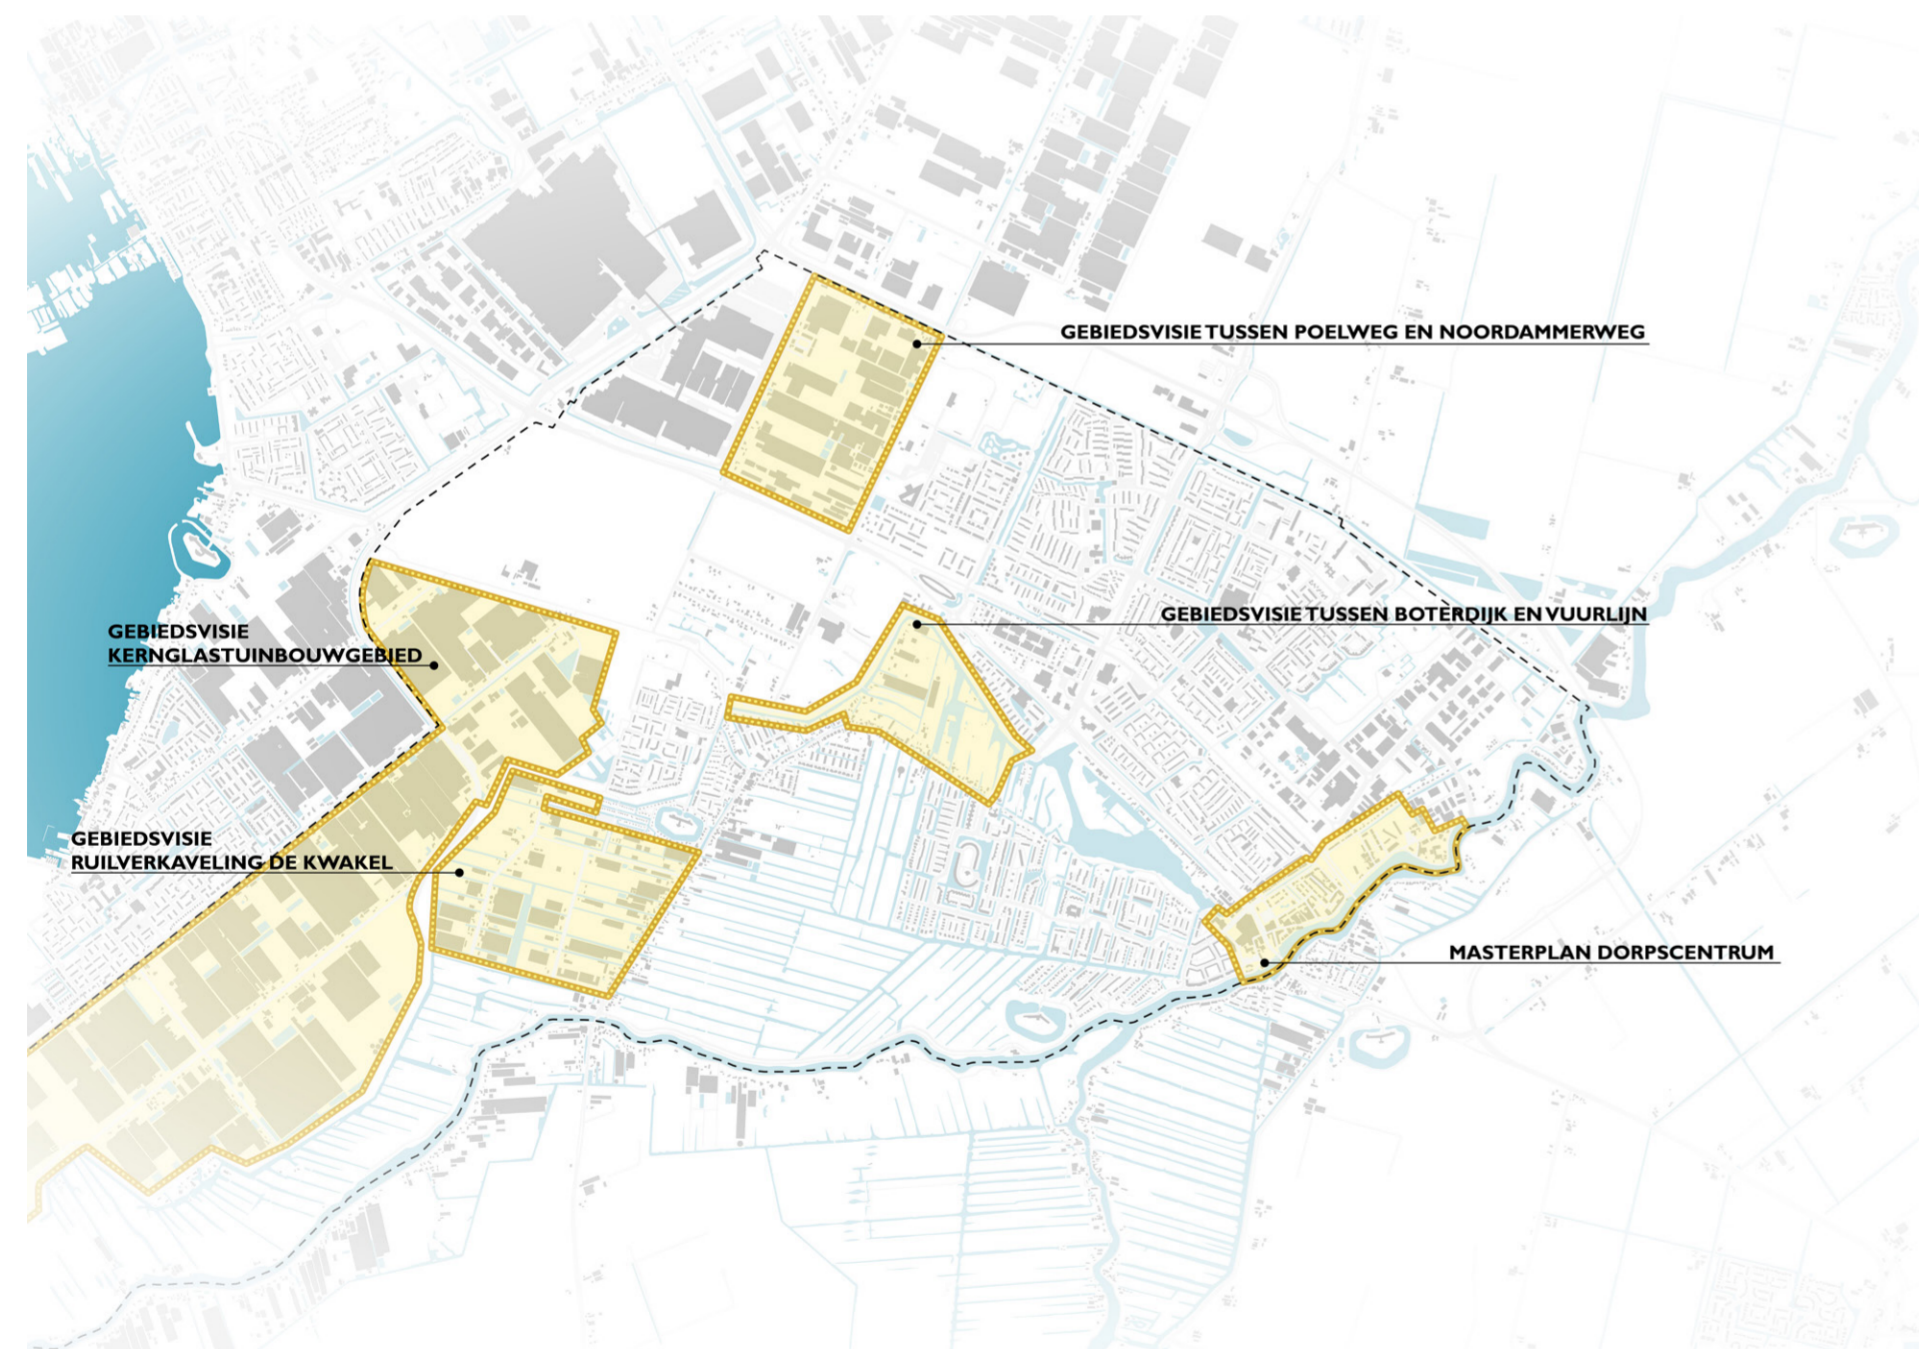 GEBIEDSVISIE TUSSEN POELWEG EN NOORDAMMERWEG
GEBIEDSVISIE TUSSEN BOTERDIJK EN VUURLIJN
GEBIEDSVISIE
KERNGLASTUINBOUWGEBIED
GEBIEDSVISIE
RUILVERKAVELING DE KWAKEL
MASTERPLAN DORPSCENTRUM